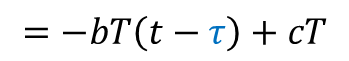 = −bT(t − τ) + cT